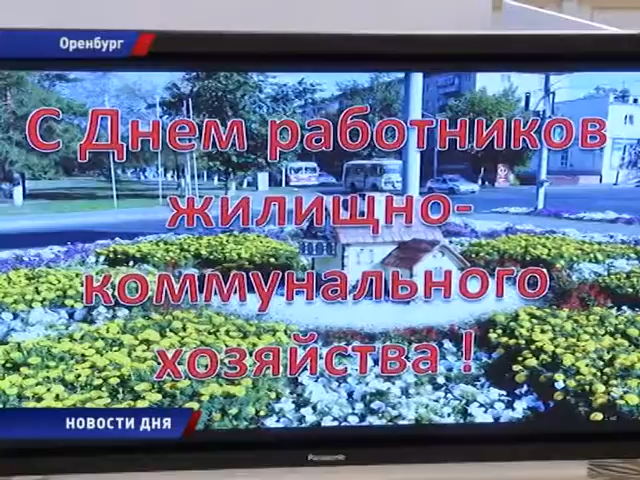 Оренбург
С Днем работников
жилищно-
коммунального
хозяйства !
НОВОСТИ ДНЯ
Panasonic